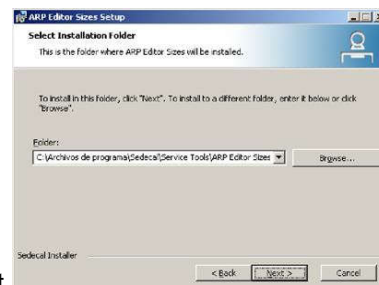 ARP Editor Sizes Setup
Select Installation Folder
This is the folder where ARP Editor Sizes will be installed.
To install in this folder, click "Next". To install to a different folder, enter it below or click
"Browse".
Folder:
C:\Archivos de programa\Sedecal\Service Tools\ARP Editor Sizes
Browse...
Sedecal Installer
< Back
Next >
Cancel